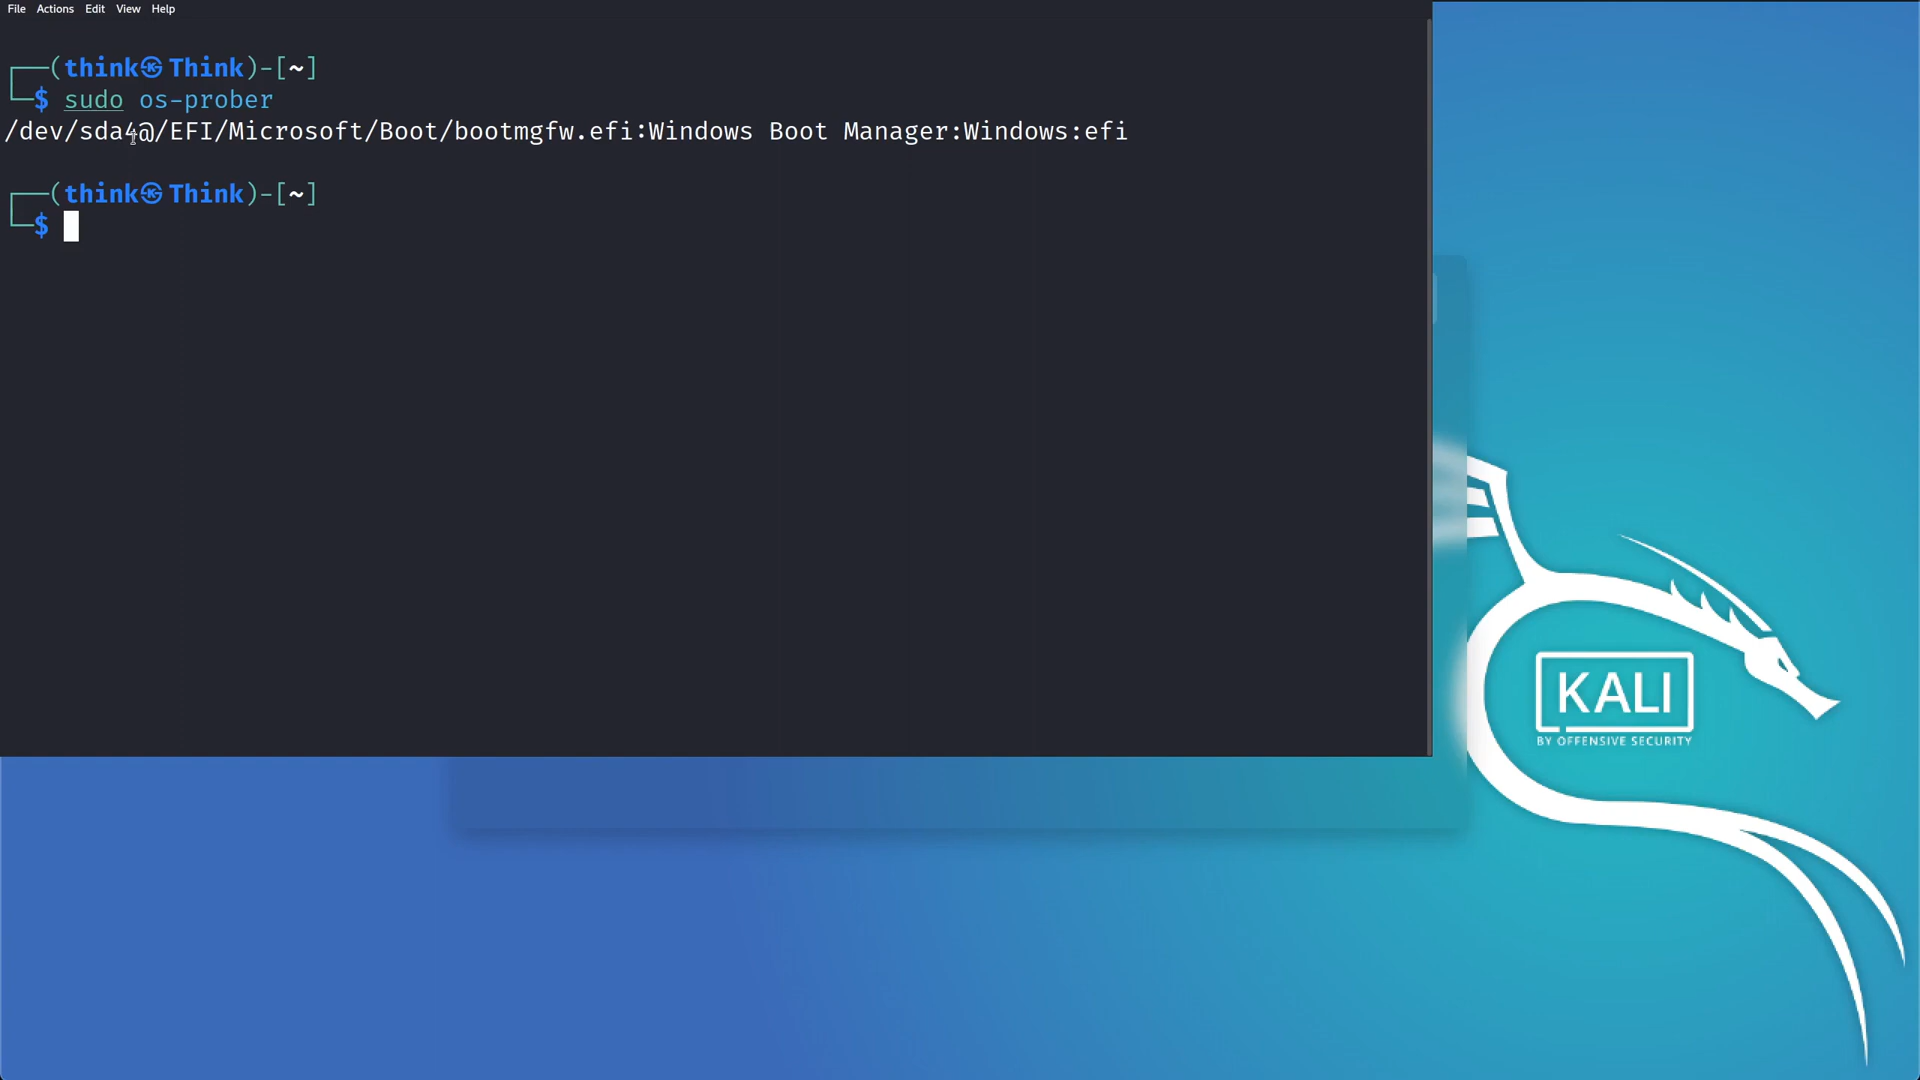 File Actions Edit View Help
┌──(think㉿Think)-[~]
└─$ sudo os-prober
/dev/sda4@/EFI/Microsoft/Boot/bootmgfw.efi:Windows Boot Manager:Windows:efi
┌──(think㉿Think)-[~]
└─$
KALI
BY OFFENSIVE SECURITY